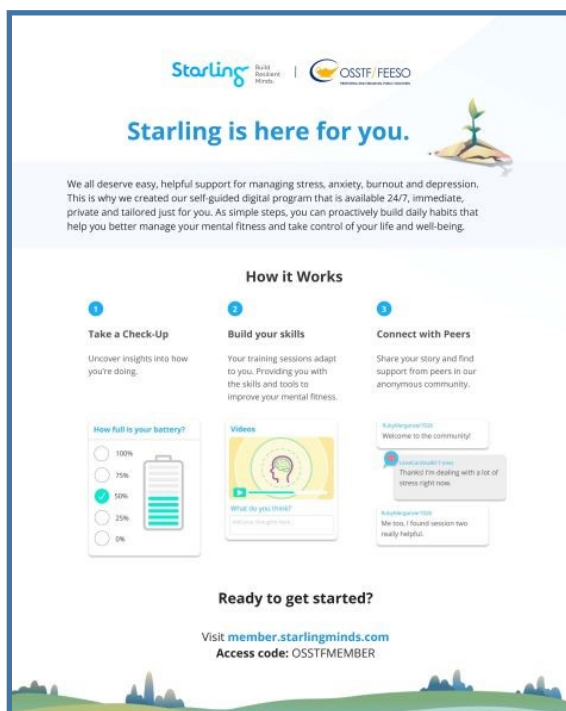 Starling Build Resilient Minds. | OSSTF/FEESO
Starling is here for you.
We all deserve easy, helpful support for managing stress, anxiety, burnout and depression.
This is why we created our self-guided digital program that is available 24/7, immediate,
private and tailored just for you. As simple steps, you can proactively build daily habits that
help you better manage your mental fitness and take control of your life and well-being.
How it Works
1
Take a Check-Up
Uncover insights into how
you're doing.
How full is your battery?
100%
75%
50%
25%
0%
2
Build your skills
Your training sessions adapt
to you. Providing you with
the skills and tools to
improve your mental fitness.
Videos
What do you think?
3
Connect with Peers
Share your story and find
support from peers in our
anonymous community.
Welcome to the community!
Thanks! I'm dealing with a lot of
stress right now.
Me too, I found session two
really helpful.
Ready to get started?
Visit member.starlingminds.com
Access code: OSSTFMEMBER